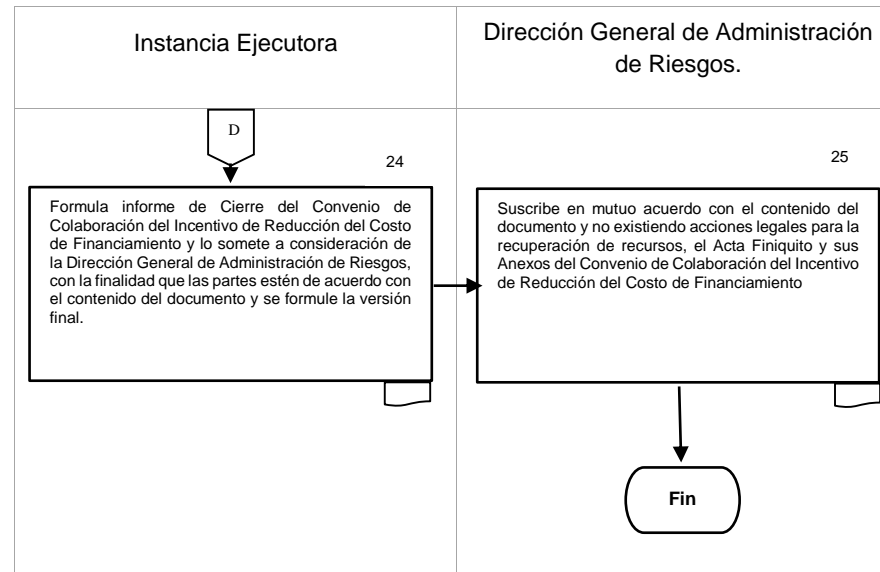 Instancia Ejecutora
Dirección General de Administración
de Riesgos.
D
24
Formula informe de Cierre del Convenio de
Colaboración del Incentivo de Reducción del Costo
de Financiamiento y lo somete a consideración de
la Dirección General de Administración de Riesgos,
con la finalidad que las partes estén de acuerdo con
el contenido del documento y se formule la versión
final.
25
Suscribe en mutuo acuerdo con el contenido del
documento y no existiendo acciones legales para la
recuperación de recursos, el Acta Finiquito y sus
Anexos del Convenio de Colaboración del Incentivo
de Reducción del Costo de Financiamiento
Fin